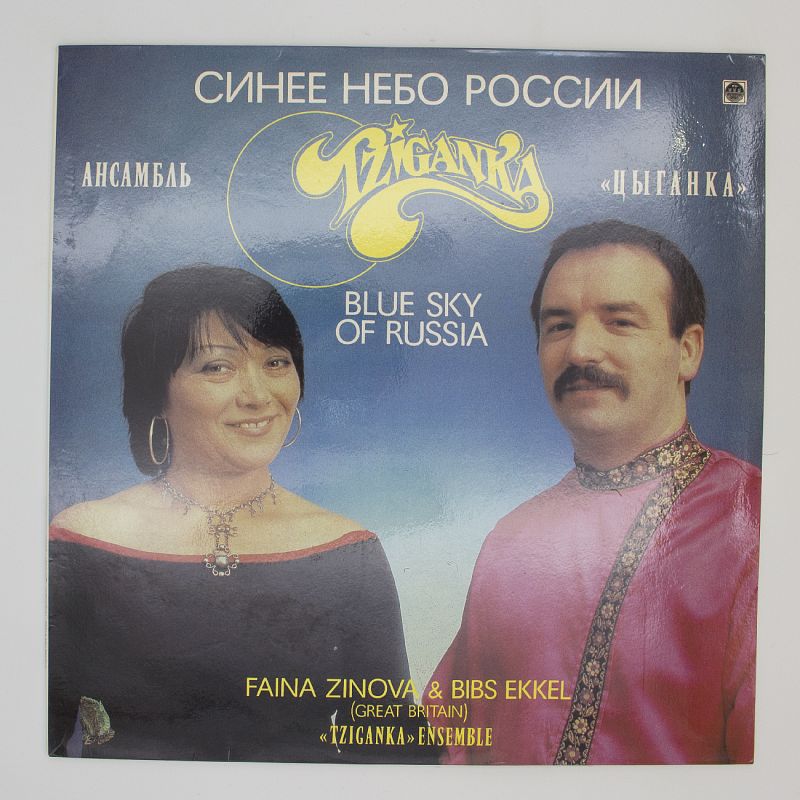 СИНЕЕ НЕБО РОССИИ
TZIGANKA
АНСАМБЛЬ
«ЦЫГАНКА»
BLUE SKY
OF RUSSIA
FAINA ZINOVA & BIBS EKKEL
(GREAT BRITAIN)
«TZIGANKA» ENSEMBLE